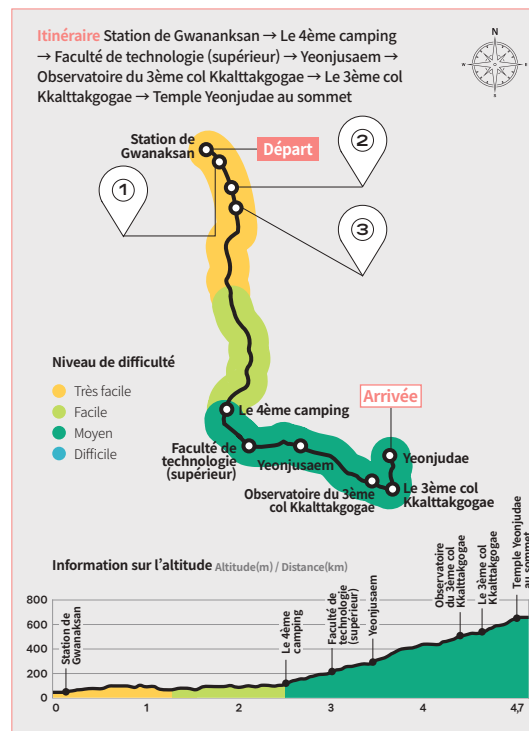 Itinéraire Station de Gwananksan → Le 4ème camping
→ Faculté de technologie (supérieur) → Yeonjusaem →
Observatoire du 3ème col Kkalttakgogae → Le 3ème col
Kkalttakgogae → Temple Yeonjudae au sommet
N
W
E
S
Station de
Gwanaksan
Départ
1
2
3
Niveau de difficulté
Très facile
Facile
Moyen
Difficile
Arrivée
Le 4ème camping
Faculté de
technologie
(supérieur)
Yeonjusaem
Yeonjudae
Observatoire du 3ème
col Kkalttakgogae
Le 3ème col
Kkalttakgogae
Information sur l'altitude Altitude(m) / Distance(km)
800
600
400
200
0
Station de
Gwanaksan
Le 4ème
camping
Faculté de
technologie
(supérieur)
Yeonjusaem
Observatoire
du 3ème col
Kkalttakgogae
Le 3ème col
Kkalttakgogae
Temple Yeonjudae
au sommet
0
1
2
3
4
4,7